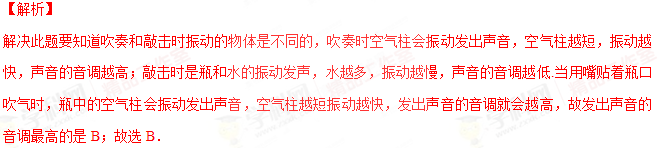 【解析】
解决此题要知道吹奏和敲击时振动的物体是不同的，吹奏时空气柱会振动发出声音，空气柱越短，振动越
快，声音的音调越高；敲击时是瓶和水的振动发声，水越多，振动越慢，声音的音调越低.当用嘴贴着瓶口
吹气时，瓶中的空气柱会振动发出声音，空气柱越短振动越快，发出声音的音调就会越高，故发出声音的
音调最高的是 B；故选 B．